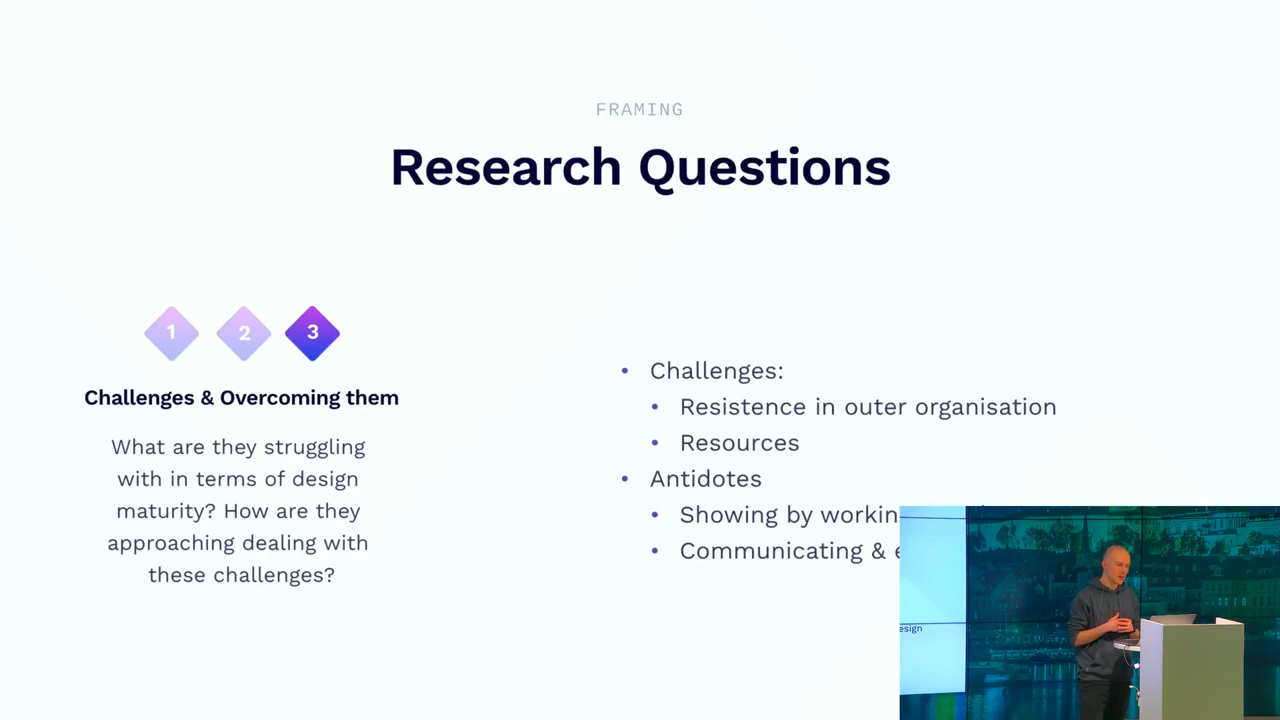 FRAMING
Research Questions
1 2 3
Challenges & Overcoming them
What are they struggling
with in terms of design
maturity? How are they
approaching dealing with
these challenges?
• Challenges:
• Resistence in outer organisation
• Resources
• Antidotes
• Showing by
• Communicating &
esign